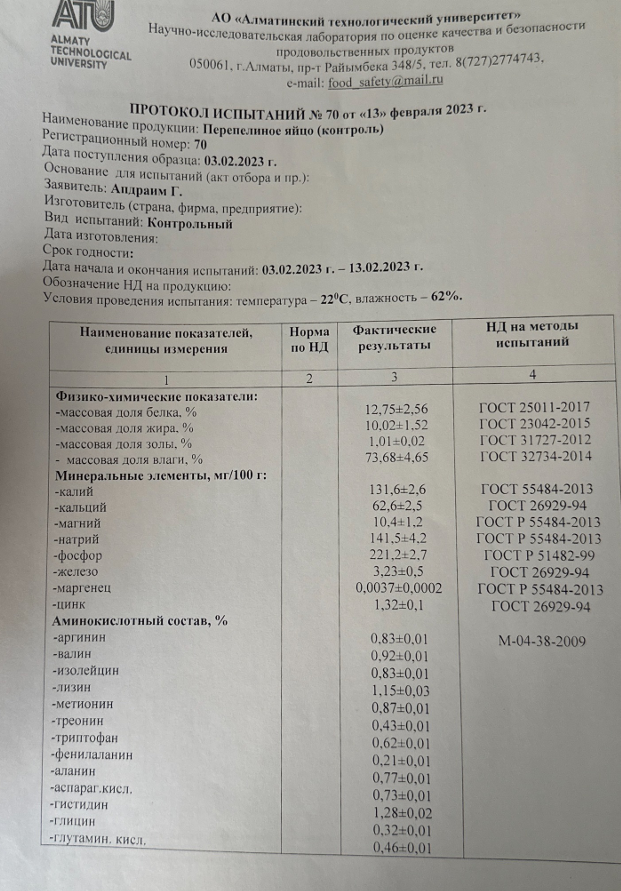 ATU
ALMATY
TECHNOLOGICAL
UNIVERSITY
АО «Алматинский технологический университет»
Научно-исследовательская лаборатория по оценке качества и безопасности
продовольственных продуктов
050061, г.Алматы, пр-т Райымбека 348/5, тел. 8(727)2774743,
e-mail: food_safety@mail.ru
ПРОТОКОЛ ИСПЫТАНИЙ № 70 от «13» февраля 2023 г.
Наименование продукции: Перепелиное яйцо (контроль)
Регистрационный номер: 70
Дата поступления образца: 03.02.2023 г.
Основание для испытаний (акт отбора и пр.):
Заявитель: Апдраим Г.
Изготовитель (страна, фирма, предприятие):
Вид испытаний: Контрольный
Дата изготовления:
Срок годности:
Дата начала и окончания испытаний: 03.02.2023 г. – 13.02.2023 г.
Обозначение НД на продукцию:
Условия проведения испытания: температура – 22⁰С, влажность – 62%.
Наименование показателей, Норма Фактические НД на методы
единицы измерения по НД результаты испытаний
1 2 3 4
Физико-химические показатели:
-массовая доля белка, % 12,75±2,56 ГОСТ 25011-2017
-массовая доля жира, % 10,02±1,52 ГОСТ 23042-2015
-массовая доля золы, % 1,01±0,02 ГОСТ 31727-2012
- массовая доля влаги, % 73,68±4,65 ГОСТ 32734-2014
Минеральные элементы, мг/100 г:
-калий 131,6±2,6 ГОСТ 55484-2013
-кальций 62,6±2,5 ГОСТ 26929-94
-магний 10,4±1,2 ГОСТ Р 55484-2013
-натрий 141,5±4,2 ГОСТ Р 55484-2013
-фосфор 221,2±2,7 ГОСТ Р 51482-99
-железо 3,23±0,5 ГОСТ 26929-94
-марганец 0,0037±0,0002 ГОСТ Р 55484-2013
-цинк 1,32±0,1 ГОСТ 26929-94
Аминокислотный состав, %
-аргинин 0,83±0,01 М-04-38-2009
-валин 0,92±0,01
-изолейцин 0,83±0,01
-лизин 1,15±0,03
-метионин 0,87±0,01
-треонин 0,43±0,01
-триптофан 0,62±0,01
-фенилаланин 0,21±0,01
-аланин 0,77±0,01
-аспараг.кисл. 0,73±0,01
-гистидин 1,28±0,02
-глицин 0,32±0,01
-глутамин. кисл. 0,46±0,01